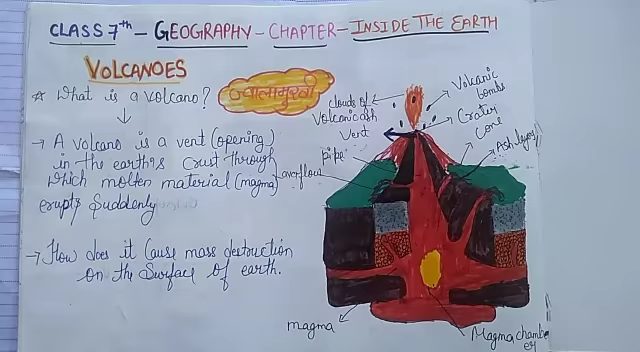 CLASS 7th - GEOGRAPHY - CHAPTER - INSIDE THE EARTH
VOLCANOES
ज्वालामुखी
☆ What is a volcano?
↓
→ A volcano is a vent (opening)
in the earth's crust through
which molten material (magma)
erupts suddenly
→ How does it cause mass destruction
on the surface of earth.
clouds of
volcanic ash
Vent
pipe
overflow
Volcanic
bombs
Crater
Cone
Ash layers
magma
Magma chamb
er